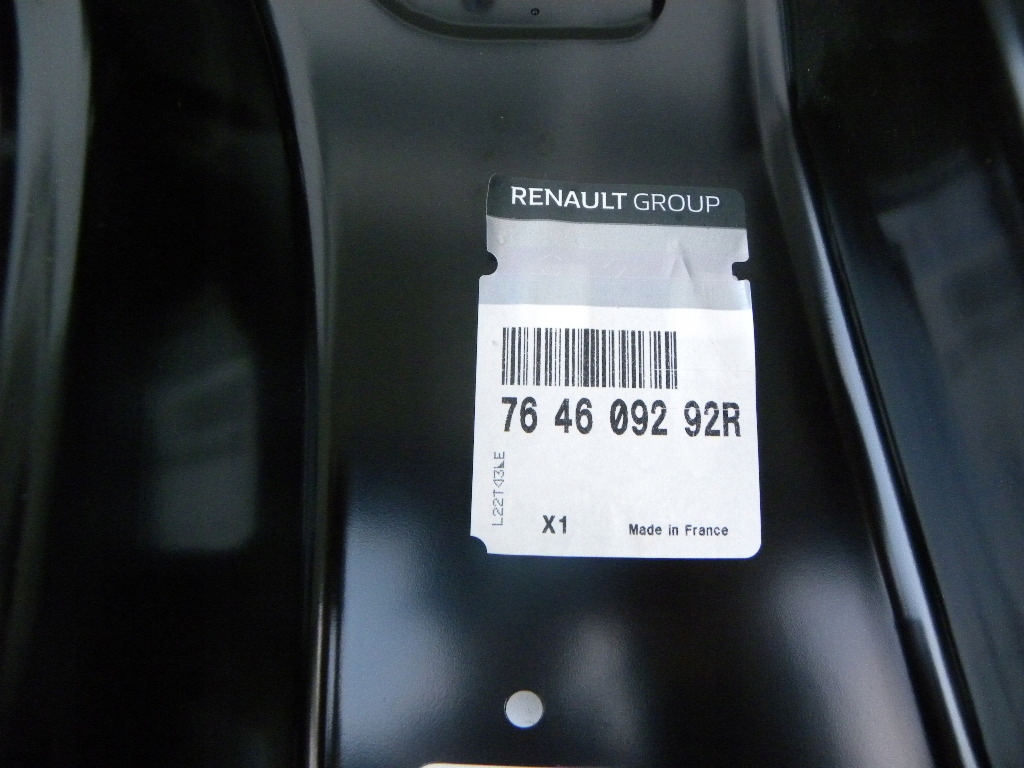 RENAULT GROUP
76 46 092 92R
L22T43LE
X1
Made in France